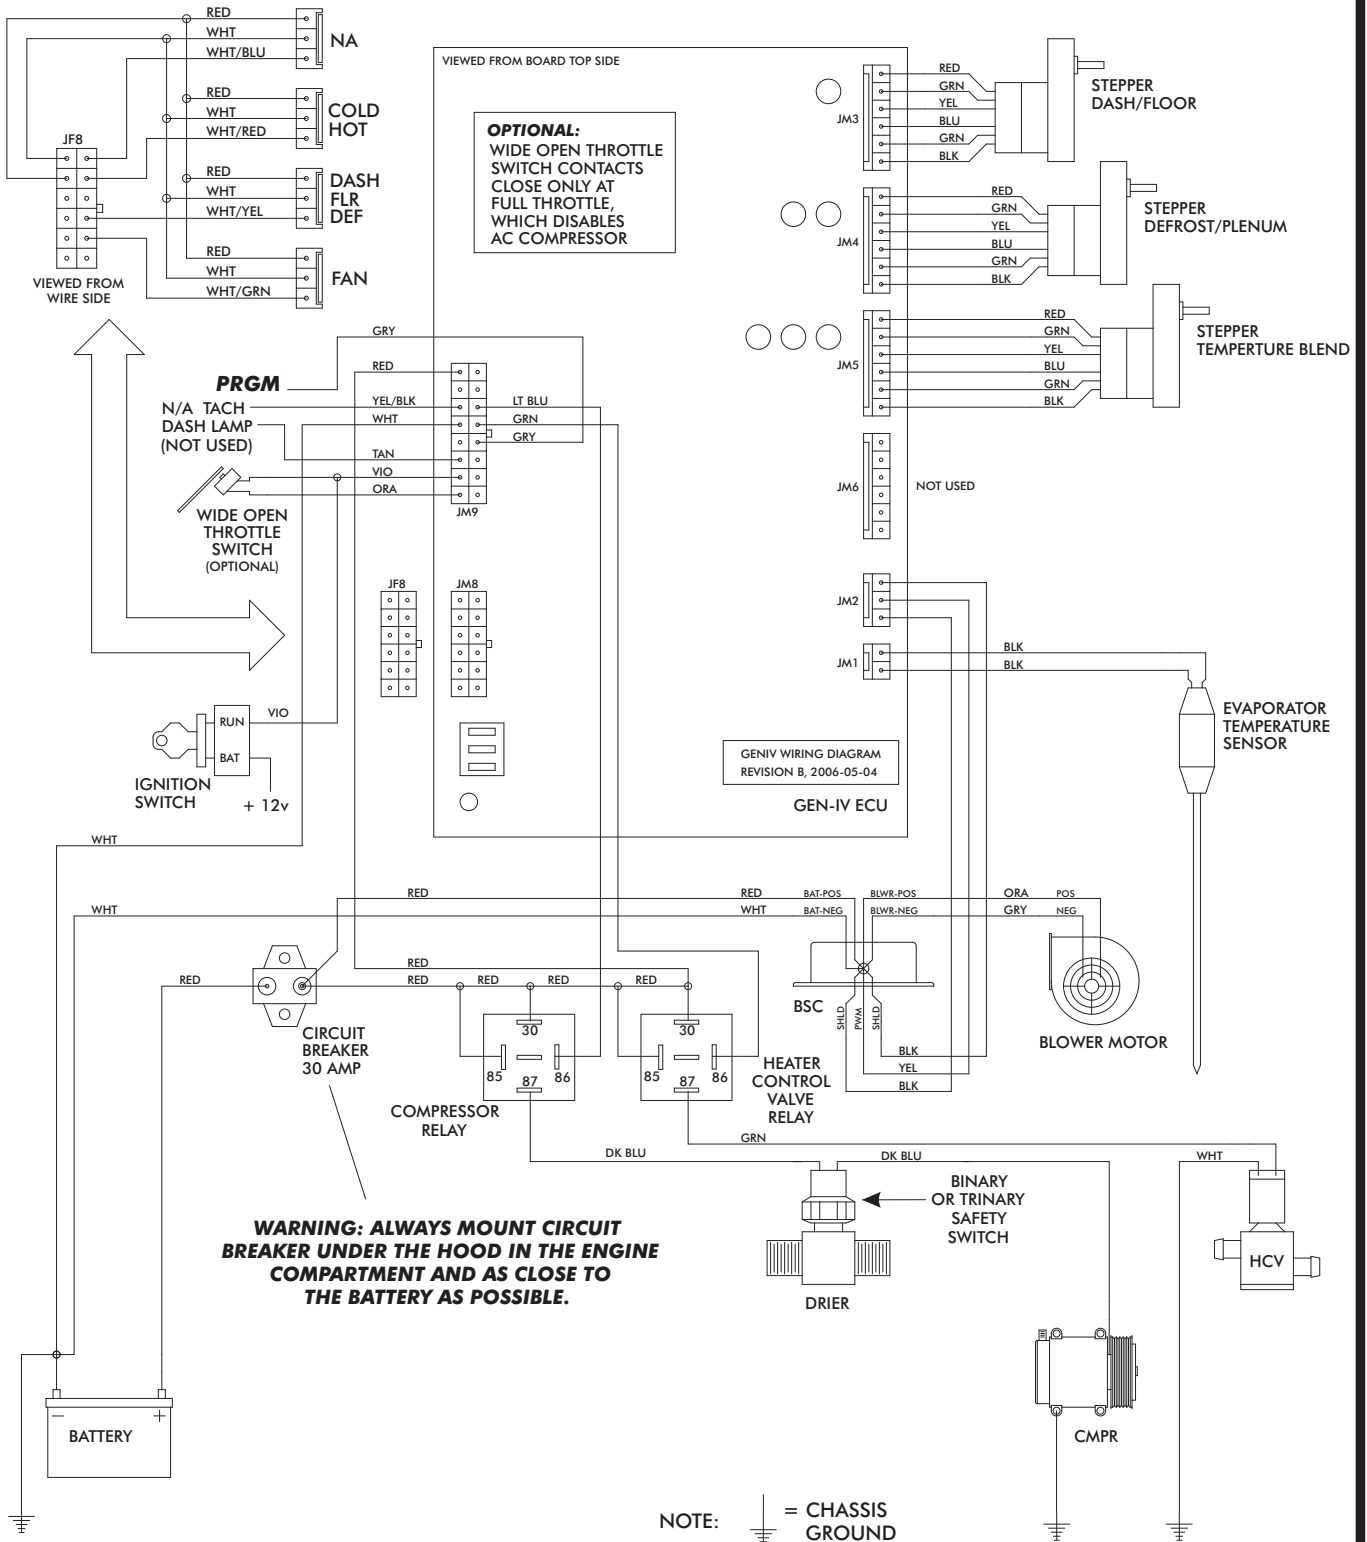 RED
WHT
WHT/BLU
NA
RED
WHT
WHT/RED
COLD
HOT
JF8
RED
WHT
WHT/YEL
DASH
FLR
DEF
RED
WHT
WHT/GRN
FAN
VIEWED FROM
WIRE SIDE
VIEWED FROM BOARD TOP SIDE
OPTIONAL:
WIDE OPEN THROTTLE
SWITCH CONTACTS
CLOSE ONLY AT
FULL THROTTLE,
WHICH DISABLES
AC COMPRESSOR
JM3
RED
GRN
YEL
BLU
GRN
BLK
STEPPER
DASH/FLOOR
JM4
RED
GRN
YEL
BLU
GRN
BLK
STEPPER
DEFROST/PLENUM
JM5
RED
GRN
YEL
BLU
GRN
BLK
STEPPER
TEMPERTURE BLEND
GRY
RED
PRGM
YEL/BLK
N/A TACH
DASH LAMP
(NOT USED)
WHT
TAN
VIO
ORA
LT BLU
GRN
GRY
JM9
WIDE OPEN
THROTTLE
SWITCH
(OPTIONAL)
JM6
NOT USED
JF8
JM8
JM2
JM1
BLK
BLK
EVAPORATOR
TEMPERATURE
SENSOR
RUN
BAT
VIO
IGNITION
SWITCH
+ 12v
GENIV WIRING DIAGRAM
REVISION B, 2006-05-04
GEN-IV ECU
WHT
RED
RED
BAT-POS
BLWR-POS
ORA
POS
WHT
WHT
BAT-NEG
BLWR-NEG
GRY
NEG
RED
RED
RED
RED
RED
RED
BSC
SHLD
PWM
SHLD
BLK
YEL
BLK
BLOWER MOTOR
CIRCUIT
BREAKER
30 AMP
30
85
87
86
COMPRESSOR
RELAY
30
85
87
86
HEATER
CONTROL
VALVE
RELAY
GRN
DK BLU
DK BLU
WHT
BINARY
OR TRINARY
SAFETY
SWITCH
DRIER
HCV
WARNING: ALWAYS MOUNT CIRCUIT
BREAKER UNDER THE HOOD IN THE ENGINE
COMPARTMENT AND AS CLOSE TO
THE BATTERY AS POSSIBLE.
– +
BATTERY
CMPR
NOTE:
= CHASSIS
GROUND